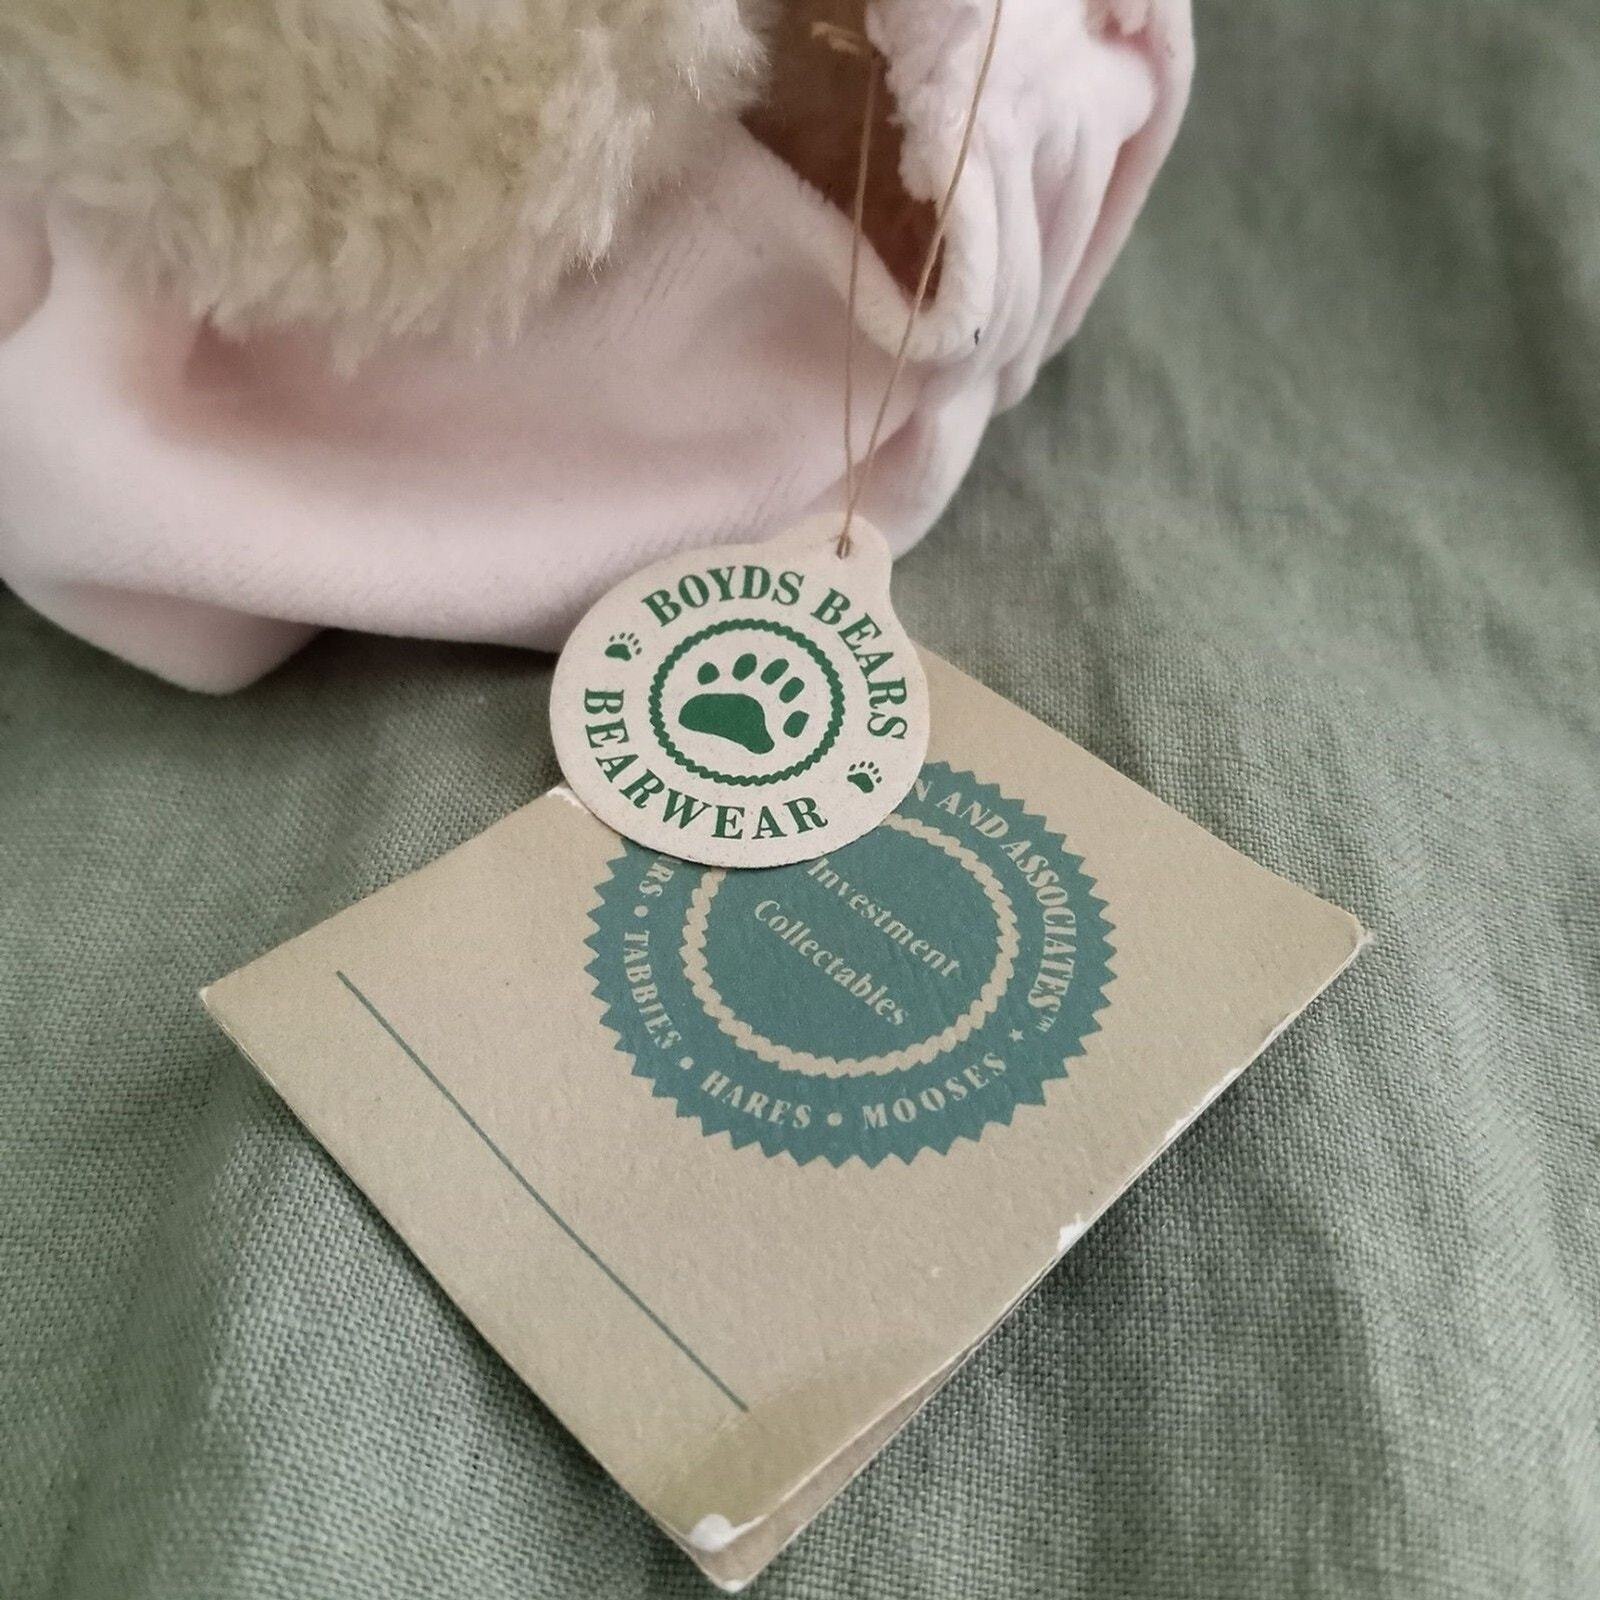 BOYDS BEARS
BEARWEAR
AND ASSOCIATES™
Investment
Collectables
TABBIES • HARES • MOOSES ★